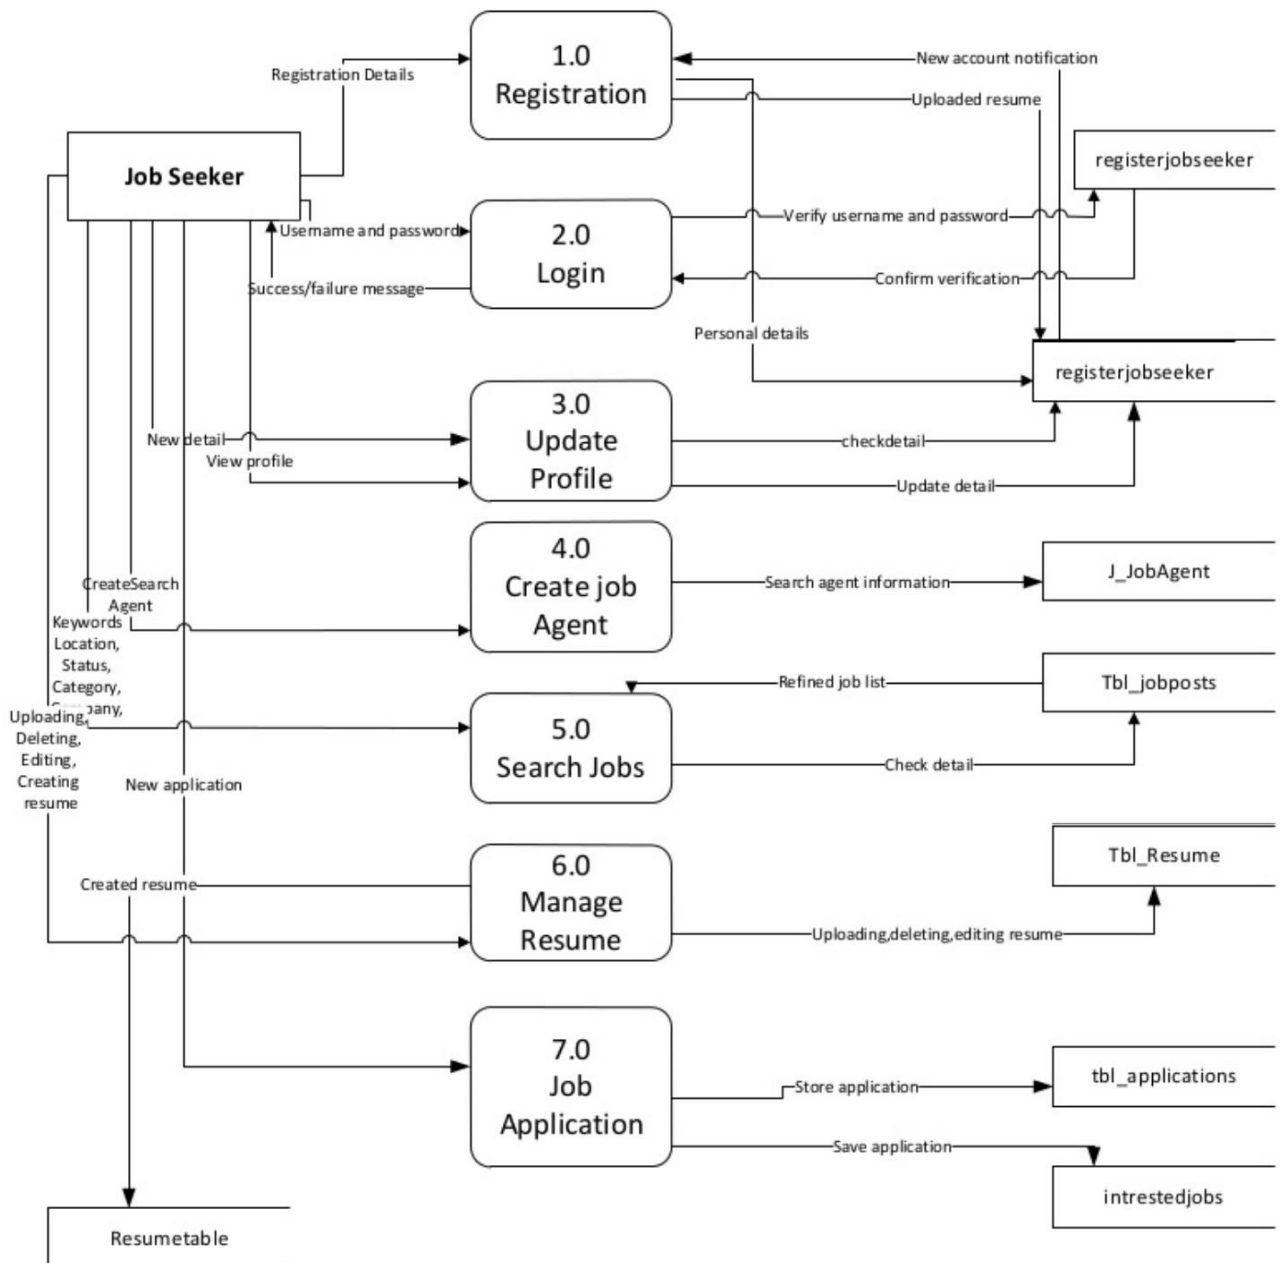 1.0
Registration
New account notification
Registration Details
Uploaded resume
registerjobseeker
Job Seeker
Username and password
2.0
Login
Verify username and password
Success/failure message
Confirm verification
Personal details
registerjobseeker
3.0
Update
Profile
New detail
View profile
checkdetail
Update detail
4.0
Create job
Agent
CreateSearch
Agent
Search agent information
J_JobAgent
Keywords
Location,
Status,
Category,
Refined job list
Tbl_jobposts
5.0
Search Jobs
Check detail
Uploading,
Deleting,
Editing,
Creating
resume
New application
Tbl_Resume
6.0
Manage
Resume
Created resume
Uploading,deleting,editing resume
7.0
Job
Application
Store application
tbl_applications
Save application
intrestedjobs
Resumetable